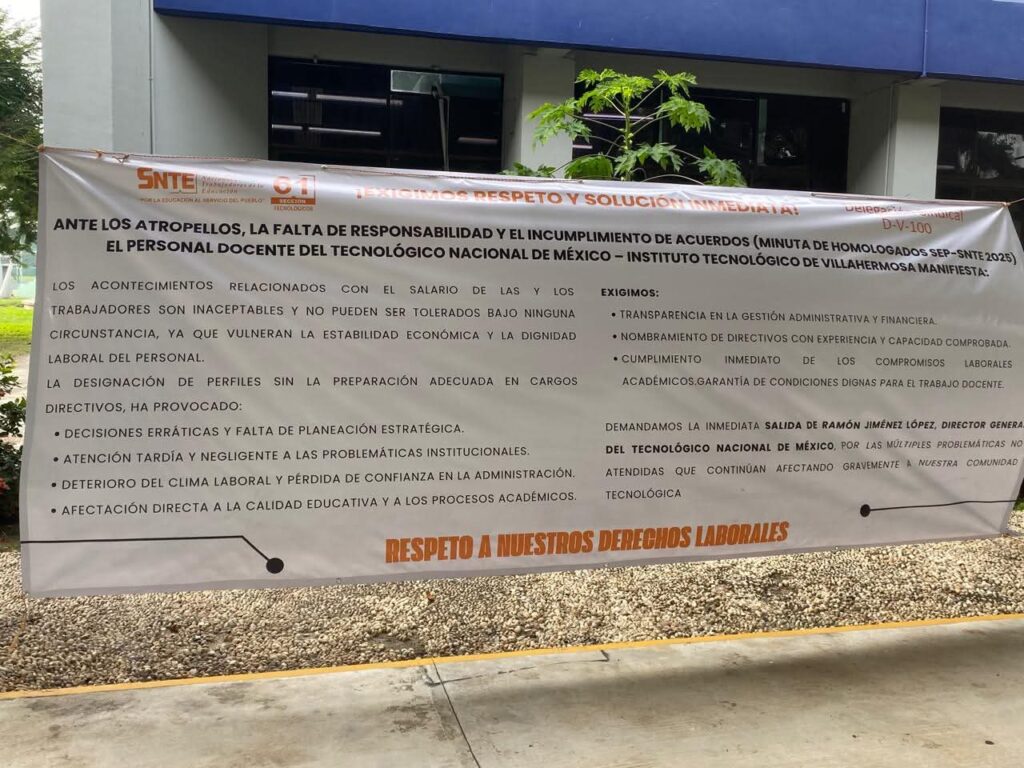 SNTE
Trabajadores de la
Educación
"POR LA EDUCACIÓN AL SERVICIO DEL PUEBLO"
61
SECCIÓN
TECNOLÓGICOS
¡EXIGIMOS RESPETO Y SOLUCIÓN INMEDIATA!
D-V-100
ANTE LOS ATROPELLOS, LA FALTA DE RESPONSABILIDAD Y EL INCUMPLIMIENTO DE ACUERDOS (MINUTA DE HOMOLOGADOS SEP-SNTE 2025)
EL PERSONAL DOCENTE DEL TECNOLÓGICO NACIONAL DE MÉXICO – INSTITUTO TECNOLÓGICO DE VILLAHERMOSA MANIFIESTA:
LOS ACONTECIMIENTOS RELACIONADOS CON EL SALARIO DE LAS Y LOS
TRABAJADORES SON INACEPTABLES Y NO PUEDEN SER TOLERADOS BAJO NINGUNA
CIRCUNSTANCIA, YA QUE VULNERAN LA ESTABILIDAD ECONÓMICA Y LA DIGNIDAD
LABORAL DEL PERSONAL.
LA DESIGNACIÓN DE PERFILES SIN LA PREPARACIÓN ADECUADA EN CARGOS
DIRECTIVOS, HA PROVOCADO:
• DECISIONES ERRÁTICAS Y FALTA DE PLANEACIÓN ESTRATÉGICA.
• ATENCIÓN TARDÍA Y NEGLIGENTE A LAS PROBLEMÁTICAS INSTITUCIONALES.
• DETERIORO DEL CLIMA LABORAL Y PÉRDIDA DE CONFIANZA EN LA ADMINISTRACIÓN.
• AFECTACIÓN DIRECTA A LA CALIDAD EDUCATIVA Y A LOS PROCESOS ACADÉMICOS.
EXIGIMOS:
• TRANSPARENCIA EN LA GESTIÓN ADMINISTRATIVA Y FINANCIERA.
• NOMBRAMIENTO DE DIRECTIVOS CON EXPERIENCIA Y CAPACIDAD COMPROBADA.
• CUMPLIMIENTO INMEDIATO DE LOS COMPROMISOS LABORALES
ACADÉMICOS.GARANTÍA DE CONDICIONES DIGNAS PARA EL TRABAJO DOCENTE.
DEMANDAMOS LA INMEDIATA SALIDA DE RAMÓN JIMÉNEZ LÓPEZ, DIRECTOR GENERA
DEL TECNOLÓGICO NACIONAL DE MÉXICO, POR LAS MÚLTIPLES PROBLEMÁTICAS NO
ATENDIDAS QUE CONTINÚAN AFECTANDO GRAVEMENTE A NUESTRA COMUNIDAD
TECNOLÓGICA
RESPETO A NUESTROS DERECHOS LABORALES